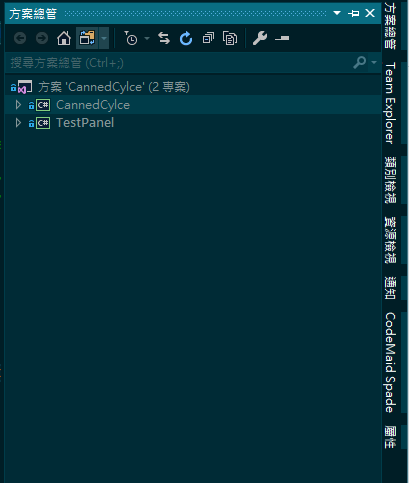 方案總管
搜尋方案總管 (Ctrl+;)
方案 'CannedCylce' (2 專案)
C# CannedCylce
C# TestPanel
方案總管
Team Explorer
類別檢視
資源檢視
通知
CodeMaid Spade
屬性